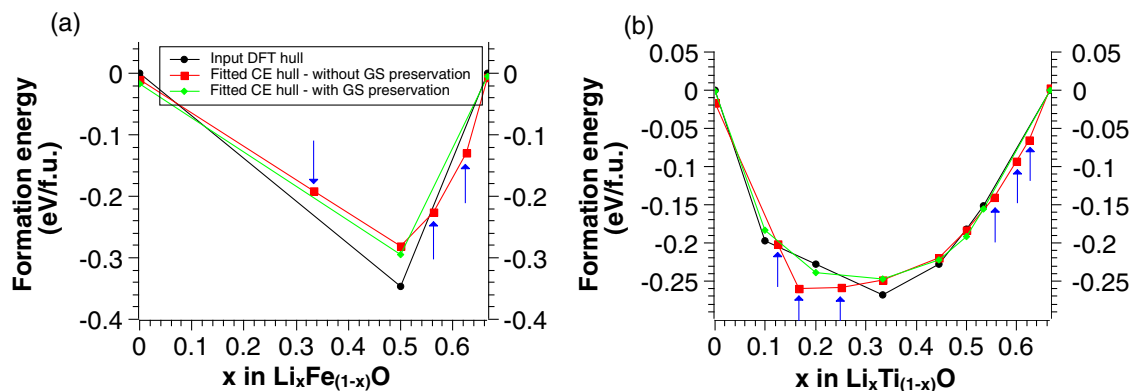 (a)
Formation energy
(eV/f.u.)
0
-0.1
-0.2
-0.3
-0.4
Input DFT hull
Fitted CE hull - without GS preservation
Fitted CE hull - with GS preservation
0
-0.1
-0.2
-0.3
-0.4
0 0.1 0.2 0.3 0.4 0.5 0.6
x in LixFe(1-x)O
(b)
Formation energy
(eV/f.u.)
0.05
0
-0.05
-0.1
-0.15
-0.2
-0.25
0.05
0
-0.05
-0.1
-0.15
-0.2
-0.25
0 0.1 0.2 0.3 0.4 0.5 0.6
x in LixTi(1-x)O